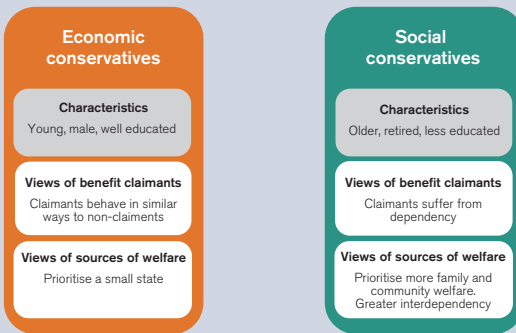 Economic
conservatives
Characteristics
Young, male, well educated
Views of benefit claimants
Claimants behave in similar
ways to non-claiments
Views of sources of welfare
Prioritise a small state
Social
conservatives
Characteristics
Older, retired, less educated
Views of benefit claimants
Claimants suffer from
dependency
Views of sources of welfare
Prioritise more family and
community welfare.
Greater interdependency